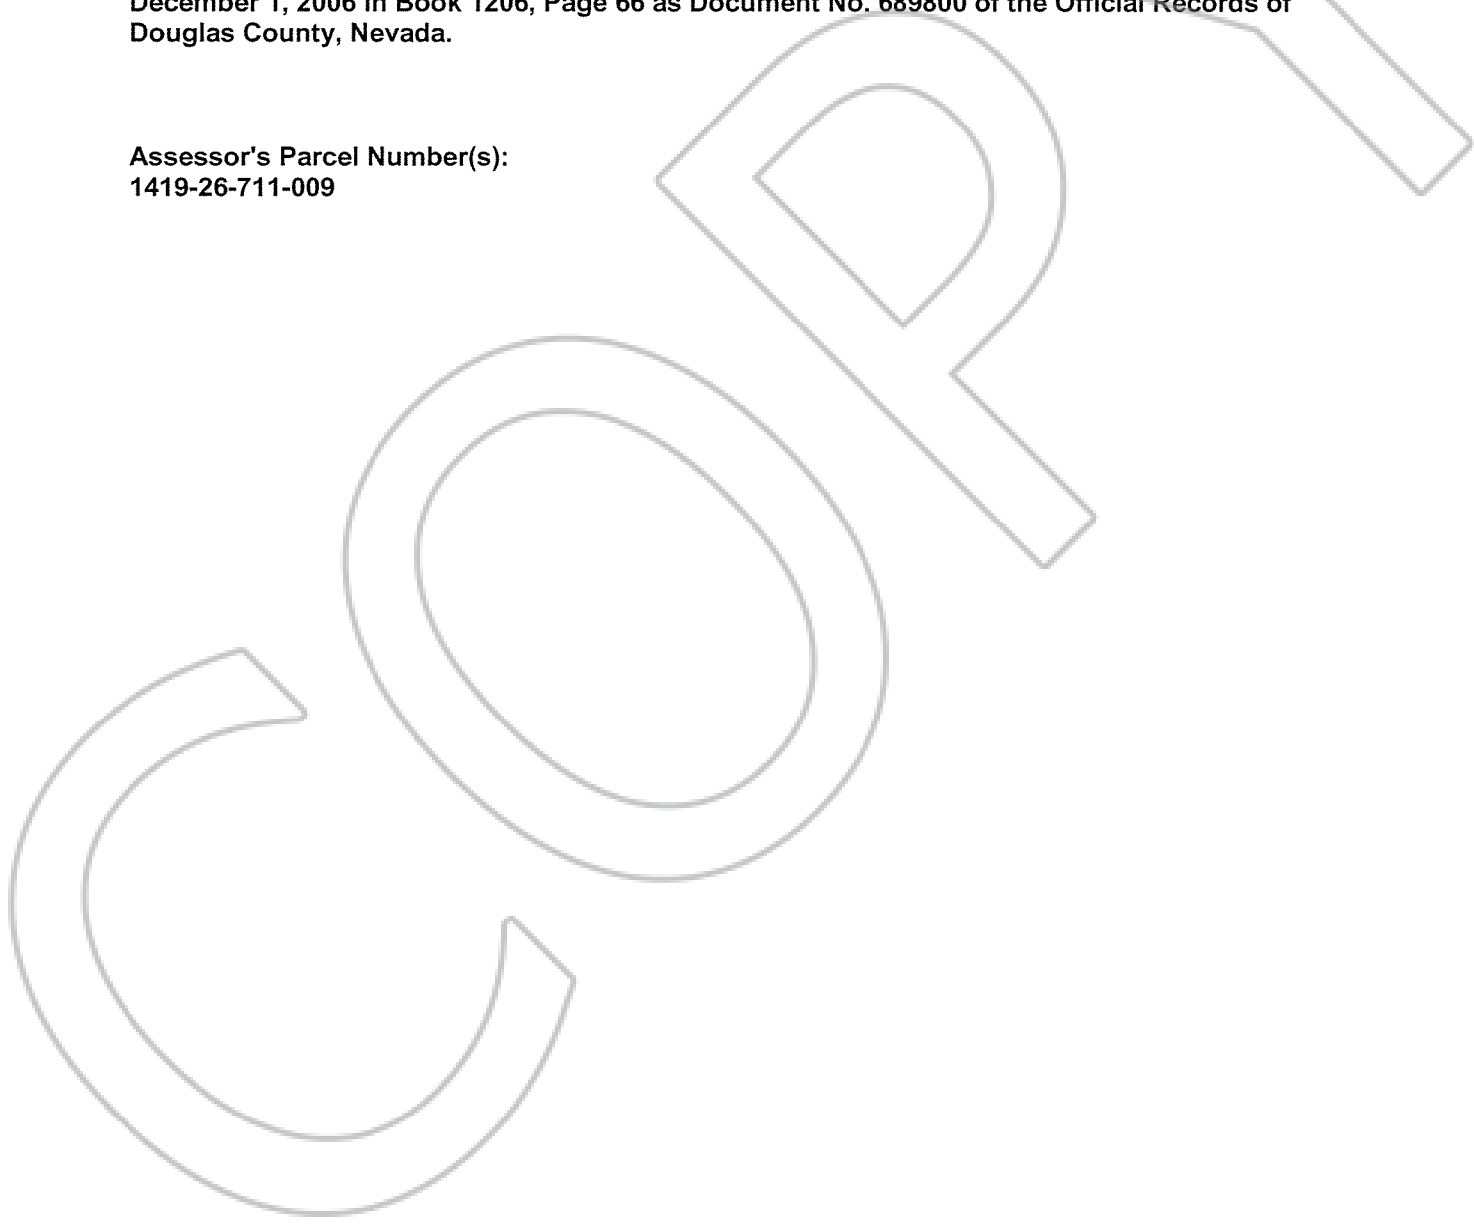 December 1, 2006 in Book 1206, Page 66 as Document No. 689800 of the Official Records of
Douglas County, Nevada.
Assessor's Parcel Number(s):
1419-26-711-009
COPY